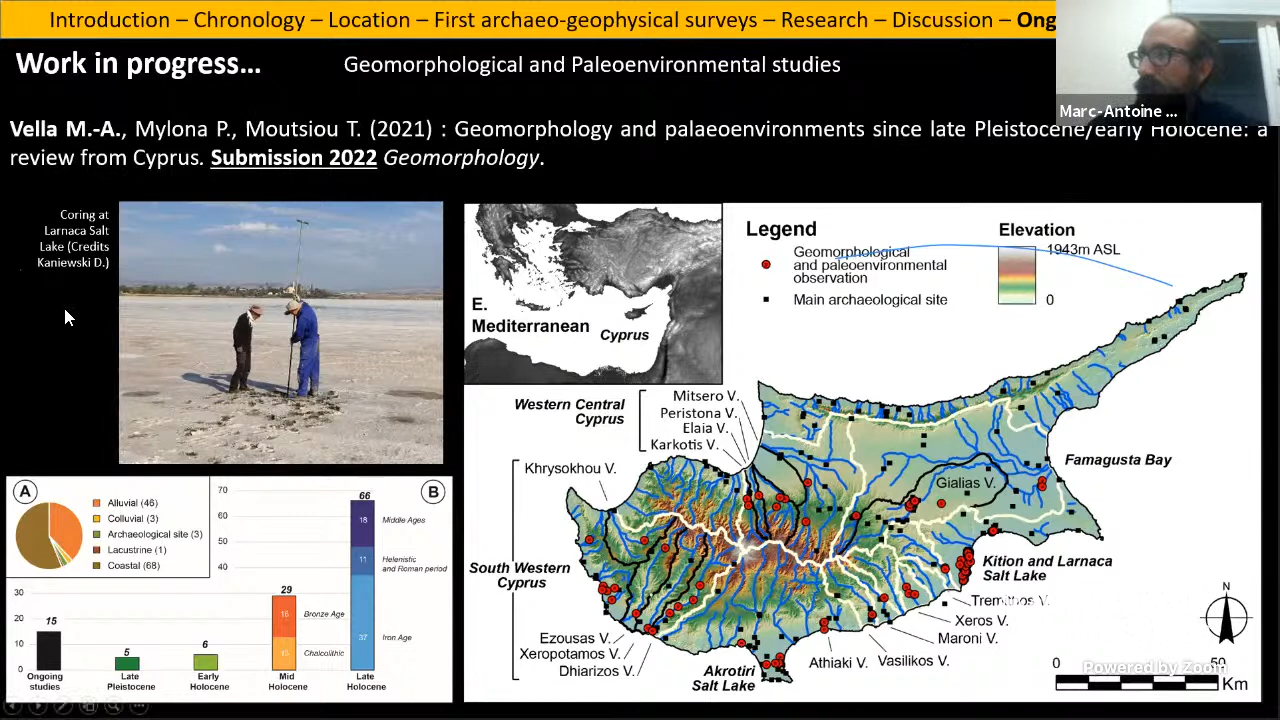 Introduction – Chronology – Location – First archaeo-geophysical surveys – Research – Discussion – Ong
Marc-Antoine ...
Work in progress…
Geomorphological and Paleoenvironmental studies
Vella M.-A., Mylona P., Moutsiou T. (2021) : Geomorphology and palaeoenvironments since late Pleistocene/early Holocene: a
review from Cyprus. Submission 2022 Geomorphology.
Coring at
Larnaca Salt
Lake (Credits
Kaniewski D.)
E.
Mediterranean
Cyprus
Legend
Geomorphological
and paleoenvironmental
observation
Main archaeological site
Elevation
1943m ASL
0
Western Central
Cyprus
Mitsero V.
Peristona V.
Elaia V.
Karkotis V.
Khrysokhou V.
Famagusta Bay
Gialias V.
South Western
Cyprus
Kition and Larnaca
Salt Lake
Tremithos V.
Xeros V.
Maroni V.
Vasilikos V.
Athiaki V.
Ezousas V.
Xeropotamos V.
Dhiarizos V.
Akrotiri
Salt Lake
N
0
50
Km
Powered by Zoom
A
Alluvial (46)
Colluvial (3)
Archaeological site (3)
Lacustrine (1)
Coastal (68)
B
70
60
50
40
30
20
10
0
15
5
6
29
16
Bronze Age
Chalcolithic
66
18
Middle Ages
11
Helenistic
and Roman period
37
Iron Age
Ongoing
studies
Late
Pleistocene
Early
Holocene
Mid
Holocene
Late
Holocene